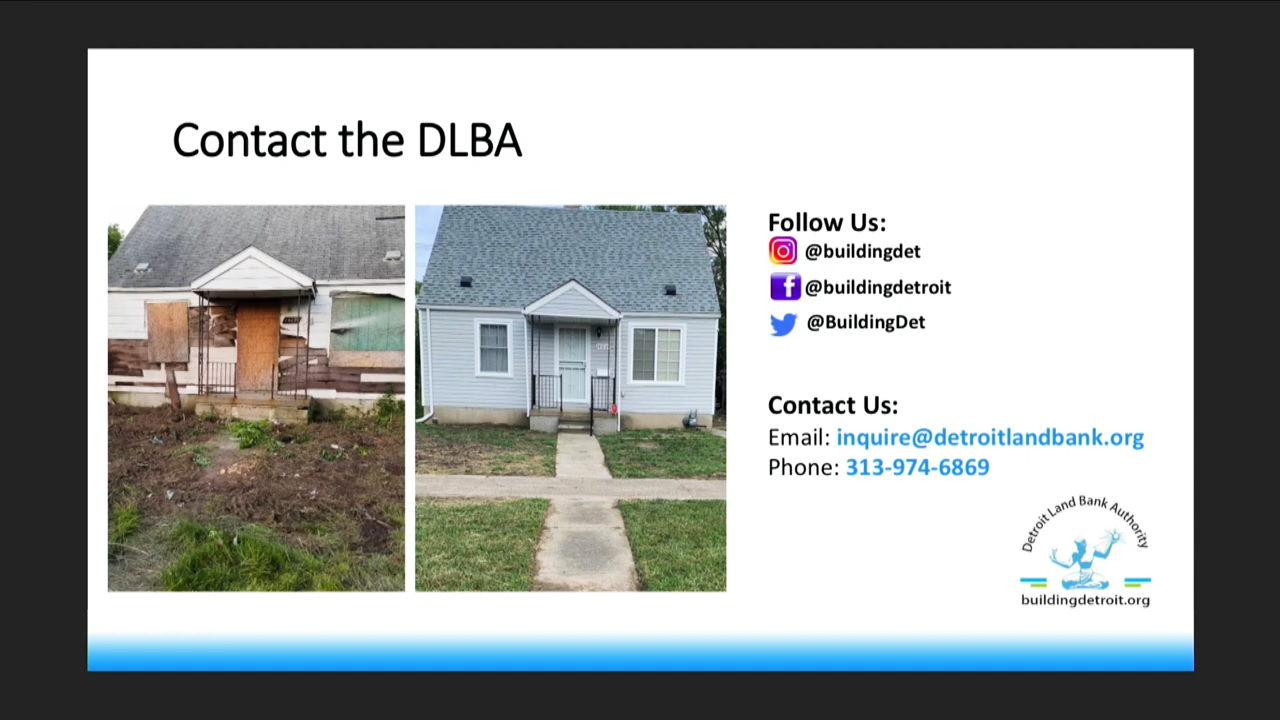 Contact the DLBA
Follow Us:
@buildingdet
@buildingdetroit
@BuildingDet
Contact Us:
Email: inquire@detroitlandbank.org
Phone: 313-974-6869
Detroit Land Bank Authority
buildingdetroit.org